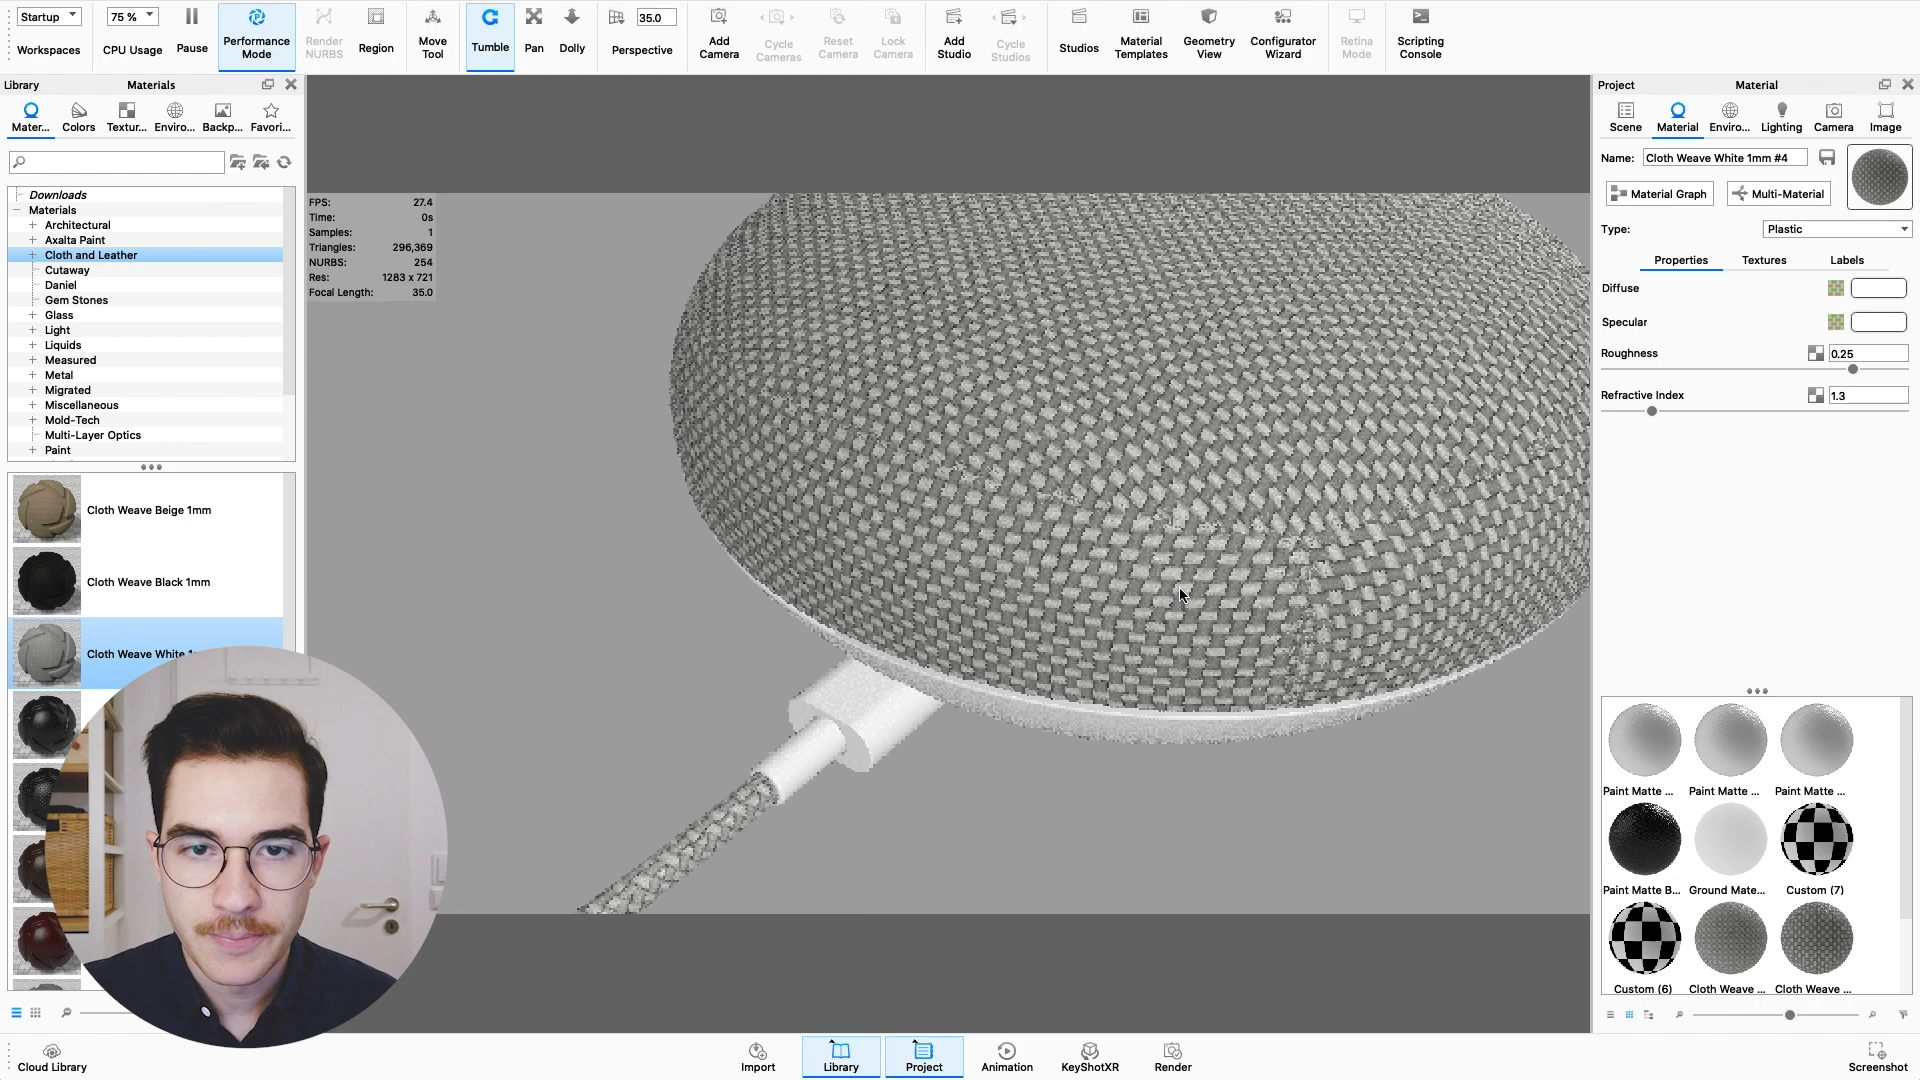 Startup
Workspaces
75 %
CPU Usage
Pause
Performance
Mode
Render
NURBS
Region
Move
Tool
Tumble
Pan
Dolly
35.0
Perspective
Add
Camera
Cycle
Cameras
Reset
Camera
Lock
Camera
Add
Studio
Cycle
Studios
Studios
Material
Templates
Geometry
View
Configurator
Wizard
Retina
Mode
Scripting
Console
Library
Materials
Mater...
Colors
Textur...
Enviro...
Backp...
Favori...
Downloads
Materials
Architectural
Axalta Paint
Cloth and Leather
Cutaway
Daniel
Gem Stones
Glass
Light
Liquids
Measured
Metal
Migrated
Miscellaneous
Mold-Tech
Multi-Layer Optics
Paint
Cloth Weave Beige 1mm
Cloth Weave Black 1mm
Cloth Weave White
FPS: 27.4
Time: 0s
Samples: 1
Triangles: 296,369
NURBS: 254
Res: 1283 x 721
Focal Length: 35.0
Project
Material
Scene
Material
Enviro...
Lighting
Camera
Image
Name: Cloth Weave White 1mm #4
Material Graph
Multi-Material
Type: Plastic
Properties
Textures
Labels
Diffuse
Specular
Roughness 0.25
Refractive Index 1.3
Paint Matte ...
Paint Matte ...
Paint Matte ...
Paint Matte B...
Ground Mate...
Custom (7)
Custom (6)
Cloth Weave ...
Cloth Weave ...
Cloud Library
Import
Library
Project
Animation
KeyShotXR
Render
Screenshot